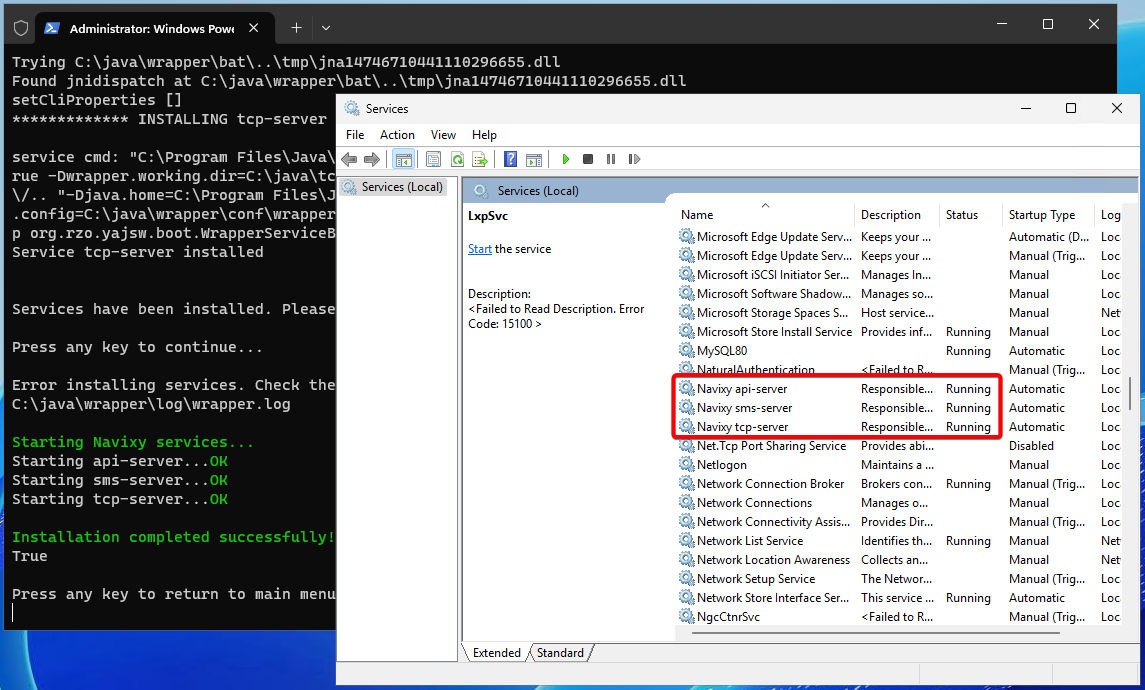 Administrator: Windows Powe
Trying C:\java\wrapper\bat\..\tmp\jna14746710441110296655.dll
Found jnidispatch at C:\java\wrapper\bat\..\tmp\jna14746710441110296655.dll
setCliProperties []
************* INSTALLING tcp-server
service cmd: "C:\Program Files\Java\
rue -Dwrapper.working.dir=C:\java\tc
\/.. "-Djava.home=C:\Program Files\J
.config=C:\java\wrapper\conf\wrapper
p org.rzo.yajsw.boot.WrapperServiceB
Service tcp-server installed
Services have been installed. Please
Press any key to continue...
Error installing services. Check the
C:\java\wrapper\log\wrapper.log
Starting Navixy services...
Starting api-server...OK
Starting sms-server...OK
Starting tcp-server...OK
Installation completed successfully!
True
Press any key to return to main menu
Services
File Action View Help
Services (Local)
Services (Local)
LxpSvc
Start the service
Description:
<Failed to Read Description. Error
Code: 15100 >
Name Description Status Startup Type Log
Microsoft Edge Update Serv... Keeps your ... Automatic (D... Loc
Microsoft Edge Update Serv... Keeps your ... Manual (Trig... Loc
Microsoft iSCSI Initiator Ser... Manages In... Manual Loc
Microsoft Software Shadow... Manages so... Manual Loc
Microsoft Storage Spaces S... Host service... Manual Net
Microsoft Store Install Service Provides inf... Running Manual Loc
MySQL80 Running Automatic Loc
NaturalAuthentication <Failed to R... Manual (Trig... Loc
Navixy api-server Responsible... Running Automatic Loc
Navixy sms-server Responsible... Running Automatic Loc
Navixy tcp-server Responsible... Running Automatic Loc
Net.Tcp Port Sharing Service Provides abi... Disabled Loc
Netlogon Maintains a ... Manual Loc
Network Connection Broker Brokers con... Running Manual (Trig... Loc
Network Connections Manages o... Manual Loc
Network Connectivity Assis... Provides Dir... Manual (Trig... Loc
Network List Service Identifies th... Running Manual Net
Network Location Awareness Collects an... Manual Net
Network Setup Service The Networ... Manual (Trig... Loc
Network Store Interface Ser... This service ... Running Automatic Loc
NgcCtnrSvc <Failed to R... Manual (Trig... Loc
Extended Standard